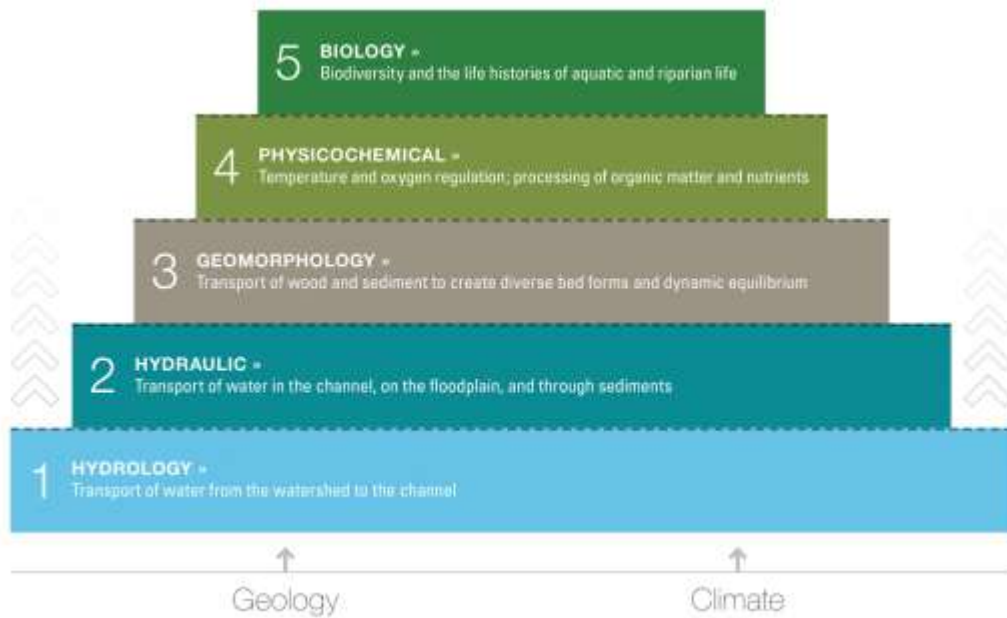 5 BIOLOGY »
Biodiversity and the life histories of aquatic and riparian life
4 PHYSICOCHEMICAL »
Temperature and oxygen regulation; processing of organic matter and nutrients
3 GEOMORPHOLOGY »
Transport of wood and sediment to create diverse bed forms and dynamic equilibrium
2 HYDRAULIC »
Transport of water in the channel, on the floodplain, and through sediments
1 HYDROLOGY »
Transport of water from the watershed to the channel
Geology Climate